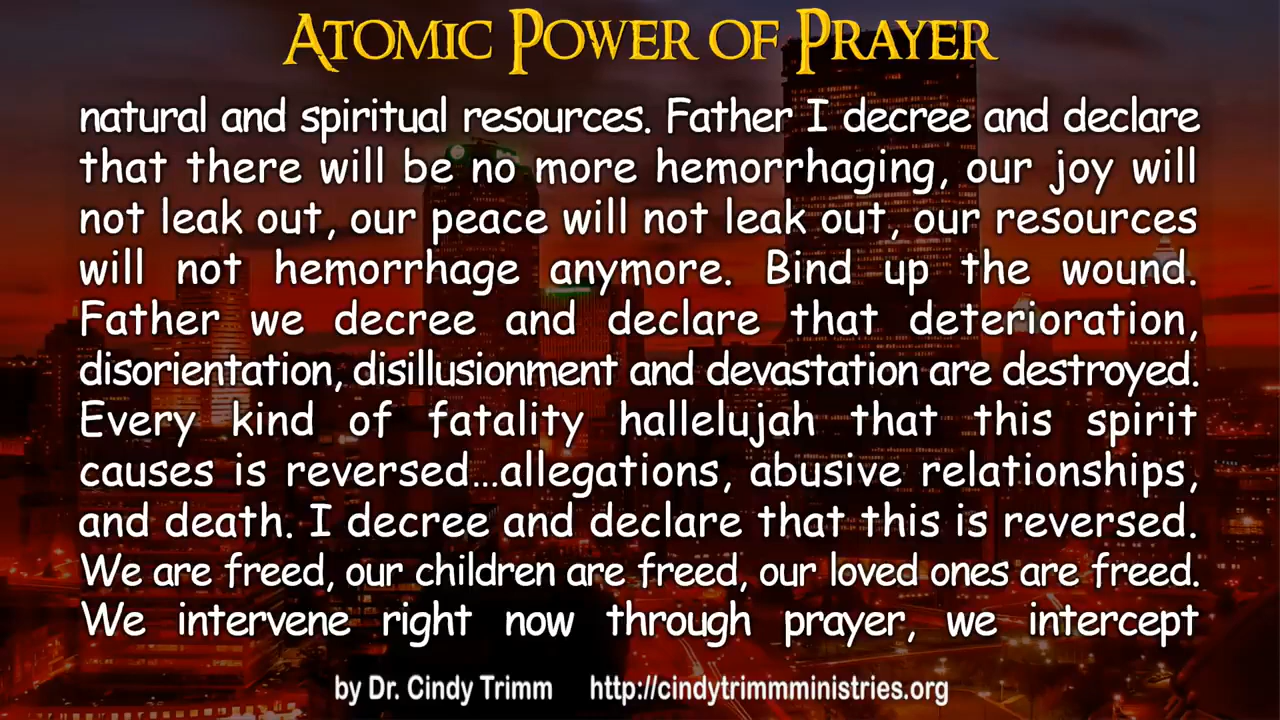 Atomic Power of Prayer
natural and spiritual resources. Father I decree and declare
that there will be no more hemorrhaging, our joy will
not leak out, our peace will not leak out, our resources
will not hemorrhage anymore. Bind up the wound.
Father we decree and declare that deterioration,
disorientation, disillusionment and devastation are destroyed.
Every kind of fatality hallelujah that this spirit
causes is reversed...allegations, abusive relationships,
and death. I decree and declare that this is reversed.
We are freed, our children are freed, our loved ones are freed.
We intervene right now through prayer, we intercept
by Dr. Cindy Trimm http://cindytrimmministries.org